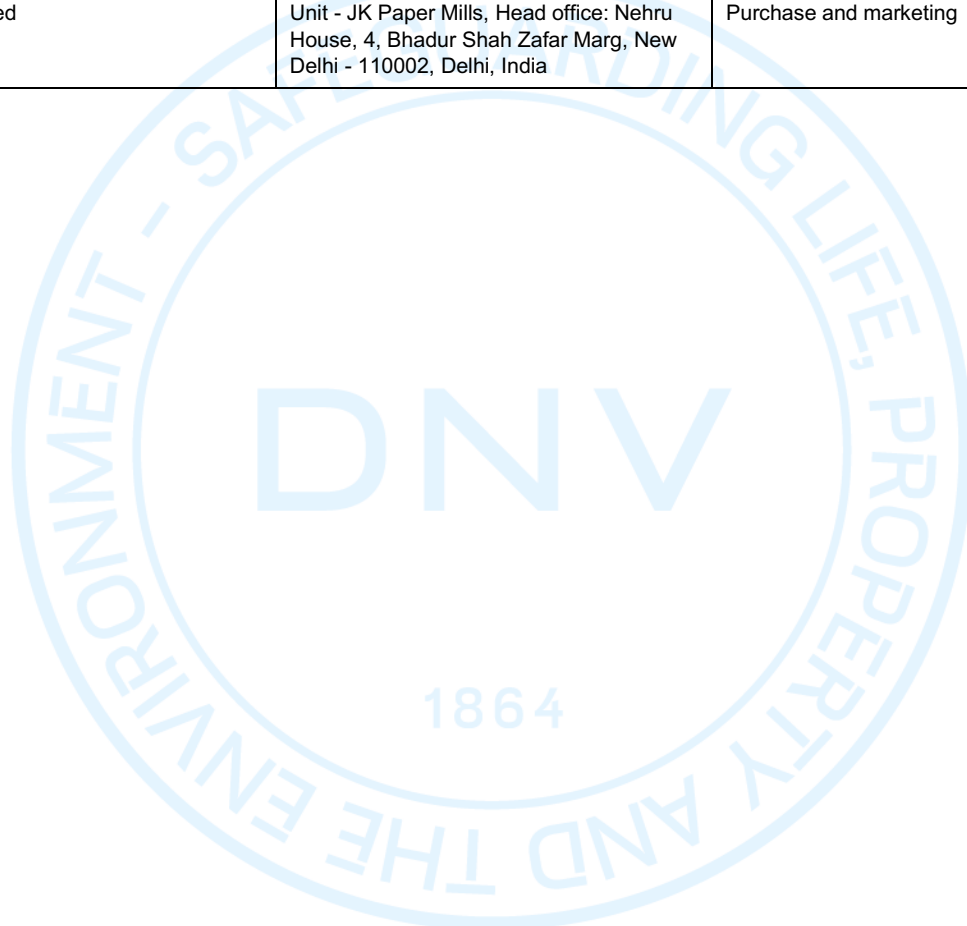 ed
Unit - JK Paper Mills, Head office: Nehru
House, 4, Bhadur Shah Zafar Marg, New
Delhi - 110002, Delhi, India
Purchase and marketing
SAFEGUARDING LIFE, PROPERTY AND THE ENVIRONMENT -
DNV
1864